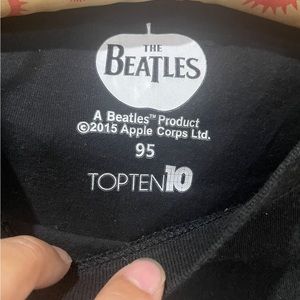 THE
BEATLES
A Beatles™ Product
©2015 Apple Corps Ltd.
95
TOPTEN10